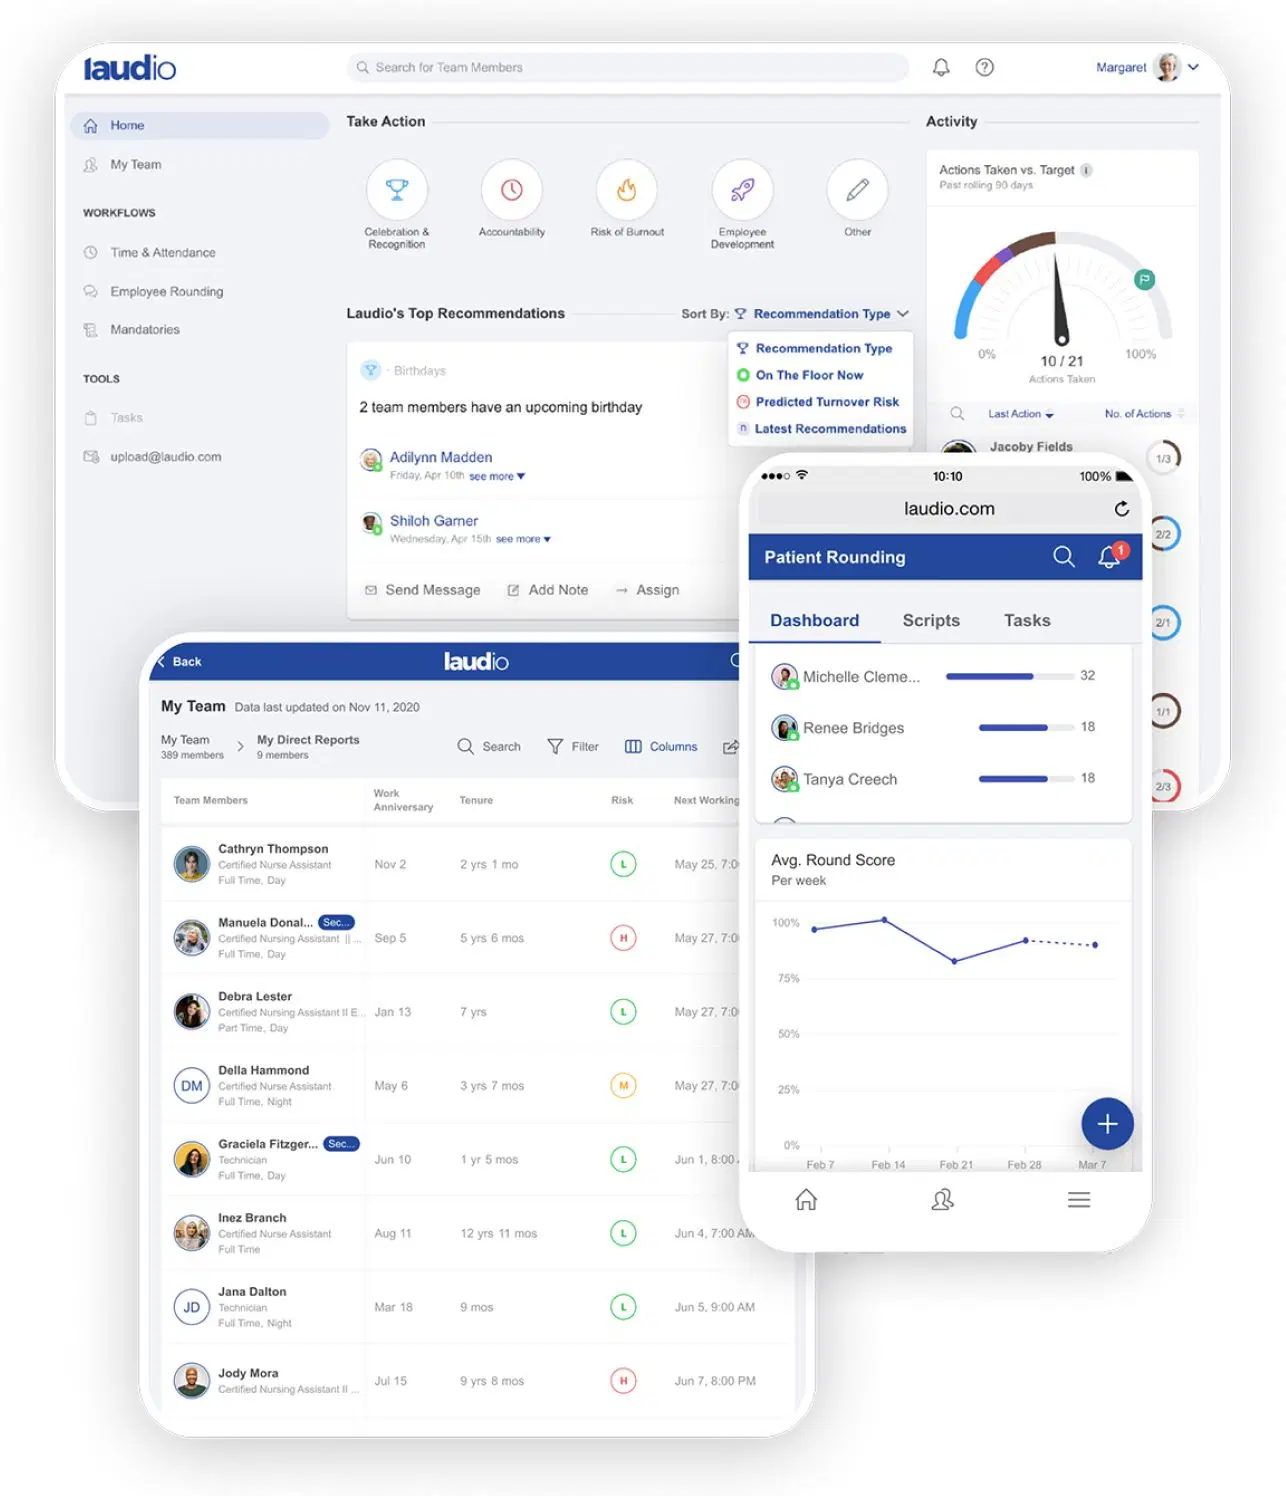 laudio
Search for Team Members
Margaret
Home
My Team
WORKFLOWS
Time & Attendance
Employee Rounding
Mandatories
TOOLS
Tasks
upload@laudio.com
Take Action
Celebration &
Recognition
Accountability
Risk of Burnout
Employee
Development
Other
Laudio's Top Recommendations
Sort By: Recommendation Type
Recommendation Type
On The Floor Now
Predicted Turnover Risk
Latest Recommendations
· Birthdays
2 team members have an upcoming birthday
Adilynn Madden
Friday, Apr 10th see more
Shiloh Garner
Wednesday, Apr 15th see more
Send Message Add Note Assign
Activity
Actions Taken vs. Target
Past rolling 90 days
0% 100%
10 / 21
Actions Taken
Last Action No. of Actions
Jacoby Fields
1/3
2/2
2/1
1/1
2/3
Back
laudio
My Team Data last updated on Nov 11, 2020
My Team
389 members
My Direct Reports
9 members
Search Filter Columns
Team Members Work Anniversary Tenure Risk Next Working
Cathryn Thompson
Certified Nurse Assistant
Full Time, Day
Nov 2 2 yrs 1 mo L May 25, 7:0
Manuela Donal... Sec...
Certified Nursing Assistant || ...
Full Time, Day
Sep 5 5 yrs 6 mos H May 27, 7:0
Debra Lester
Certified Nursing Assistant II E...
Part Time, Day
Jan 13 7 yrs L May 27, 7:0
DM
Della Hammond
Certified Nurse Assistant
Full Time, Night
May 6 3 yrs 7 mos M May 27, 7:0
Graciela Fitzger... Sec...
Technician
Full Time, Day
Jun 10 1 yr 5 mos L Jun 1, 8:00
Inez Branch
Certified Nurse Assistant
Full Time
Aug 11 12 yrs 11 mos L Jun 4, 7:00 AM
JD
Jana Dalton
Technician
Full Time, Night
Mar 18 9 mos L Jun 5, 9:00 AM
Jody Mora
Certified Nursing Assistant II ...
Jul 15 9 yrs 8 mos H Jun 7, 8:00 PM
10:10 100%
laudio.com
Patient Rounding 1
Dashboard Scripts Tasks
Michelle Cleme... 32
Renee Bridges 18
Tanya Creech 18
Avg. Round Score
Per week
100%
75%
50%
25%
0%
Feb 7 Feb 14 Feb 21 Feb 28 Mar 7